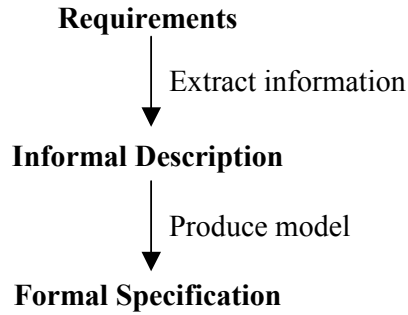 Requirements
Extract information
Informal Description
Produce model
Formal Specification